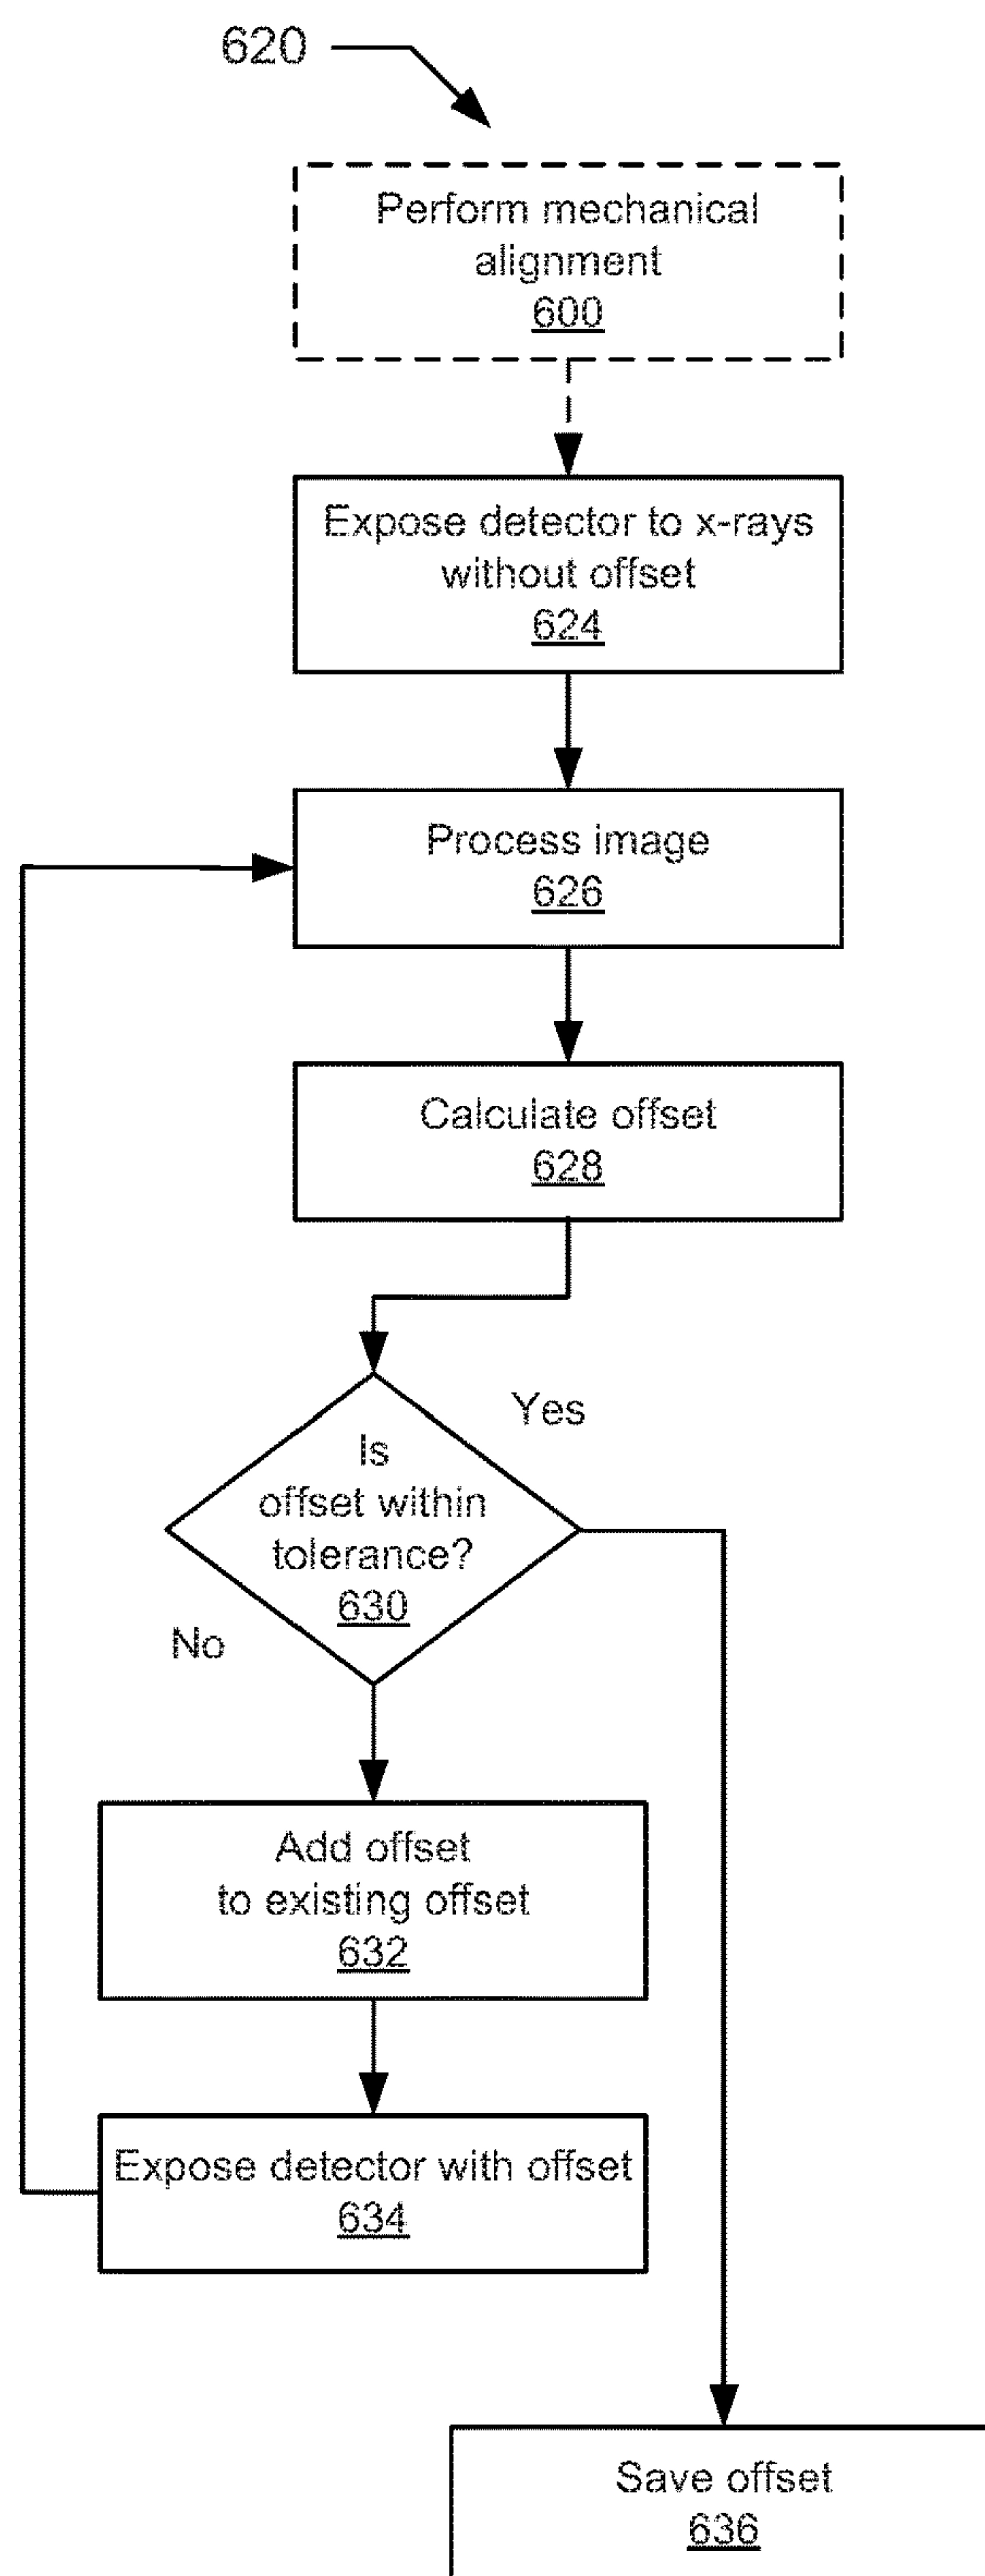 620
Perform mechanical
alignment
600
Expose detector to x-rays
without offset
624
Process image
626
Calculate offset
628
Yes
Is
offset within
tolerance?
630
No
Add offset
to existing offset
632
Expose detector with offset
634
Save offset
636